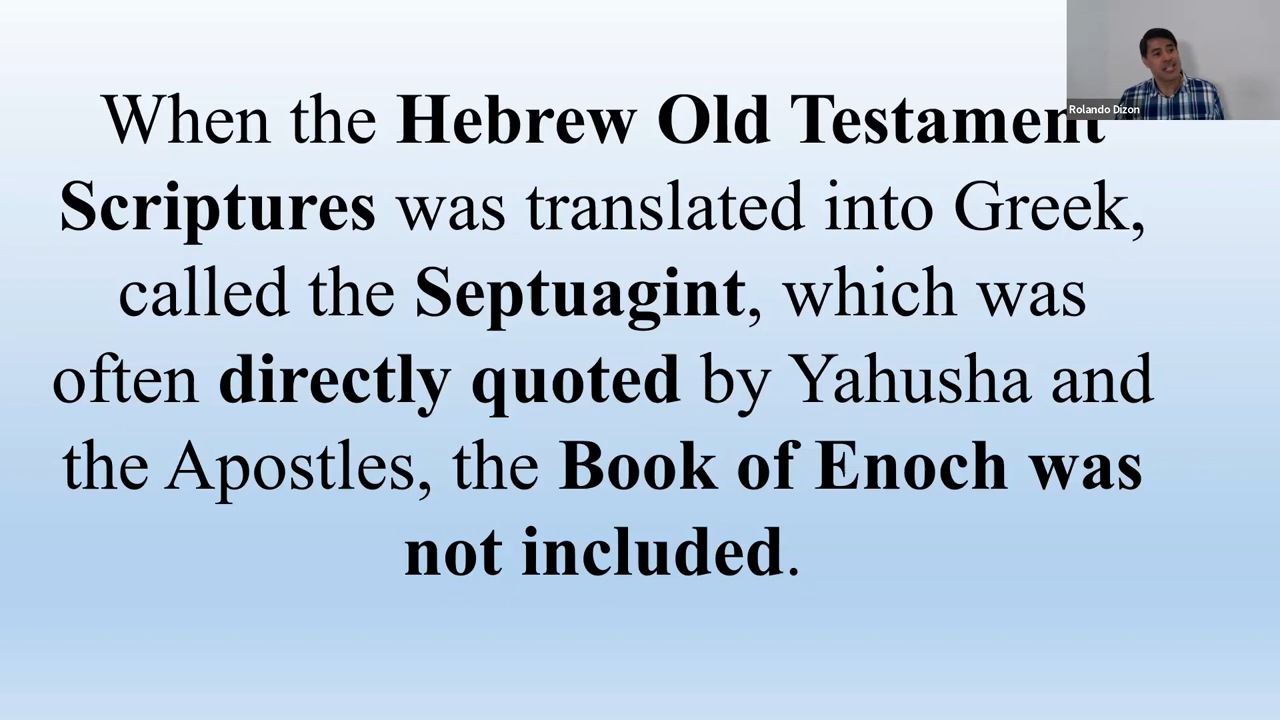 When the Hebrew Old Testament
Scriptures was translated into Greek,
called the Septuagint, which was
often directly quoted by Yahusha and
the Apostles, the Book of Enoch was
not included.
Rolando Dizon